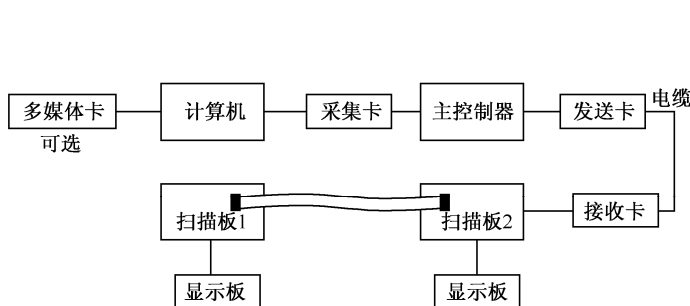 多媒体卡
计算机
采集卡
主控制器
发送卡
电缆
可选
扫描板1
扫描板2
接收卡
显示板
显示板